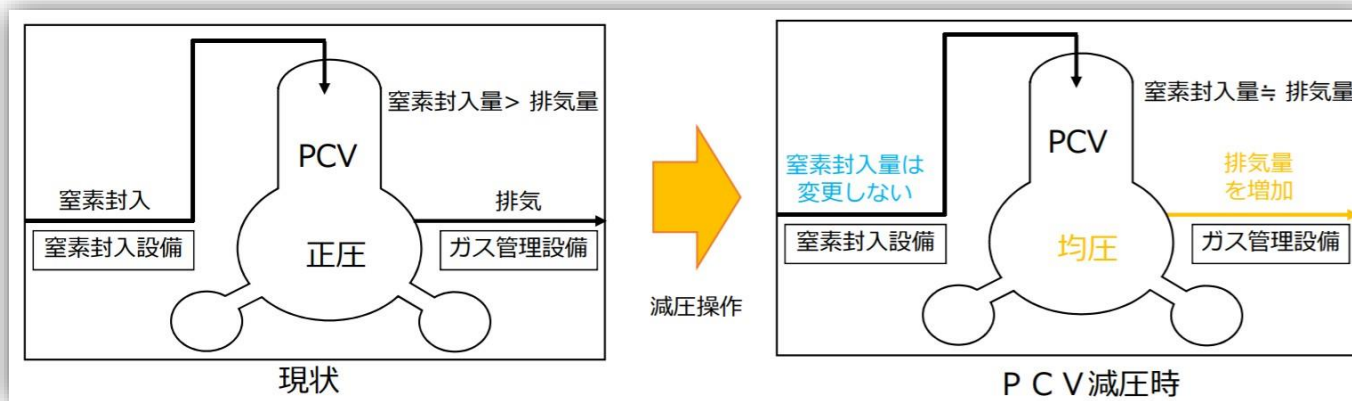 窒素封入量> 排気量
PCV
窒素封入
排気
窒素封入設備
正圧
ガス管理設備
現状
減圧操作
窒素封入量≒ 排気量
PCV
窒素封入量は
変更しない
排気量
を増加
窒素封入設備
均圧
ガス管理設備
ＰＣＶ減圧時